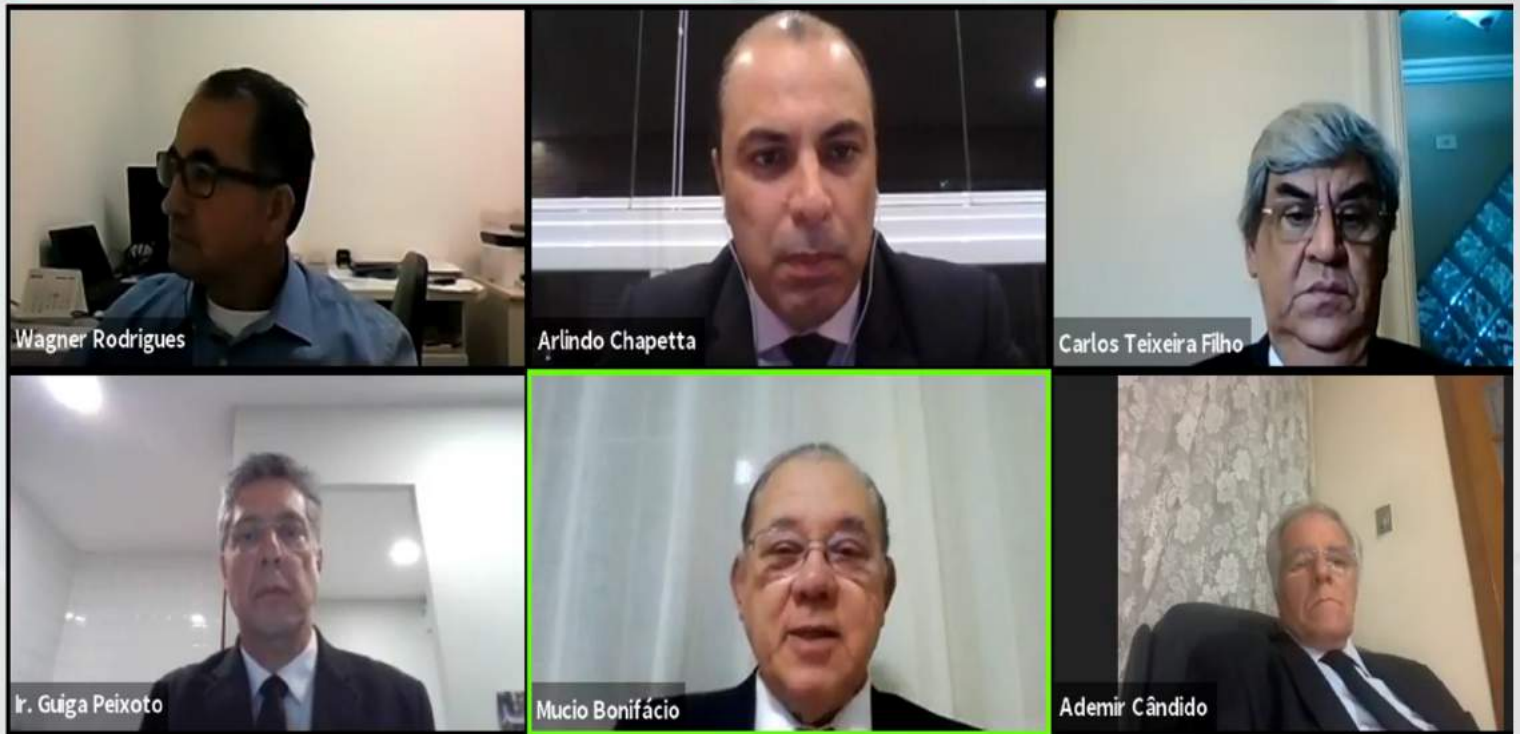 Wagner Rodrigues
Arlindo Chapetta
Carlos Teixeira Filho
Ir. Guiga Peixoto
Mucio Bonifácio
Ademir Cândido